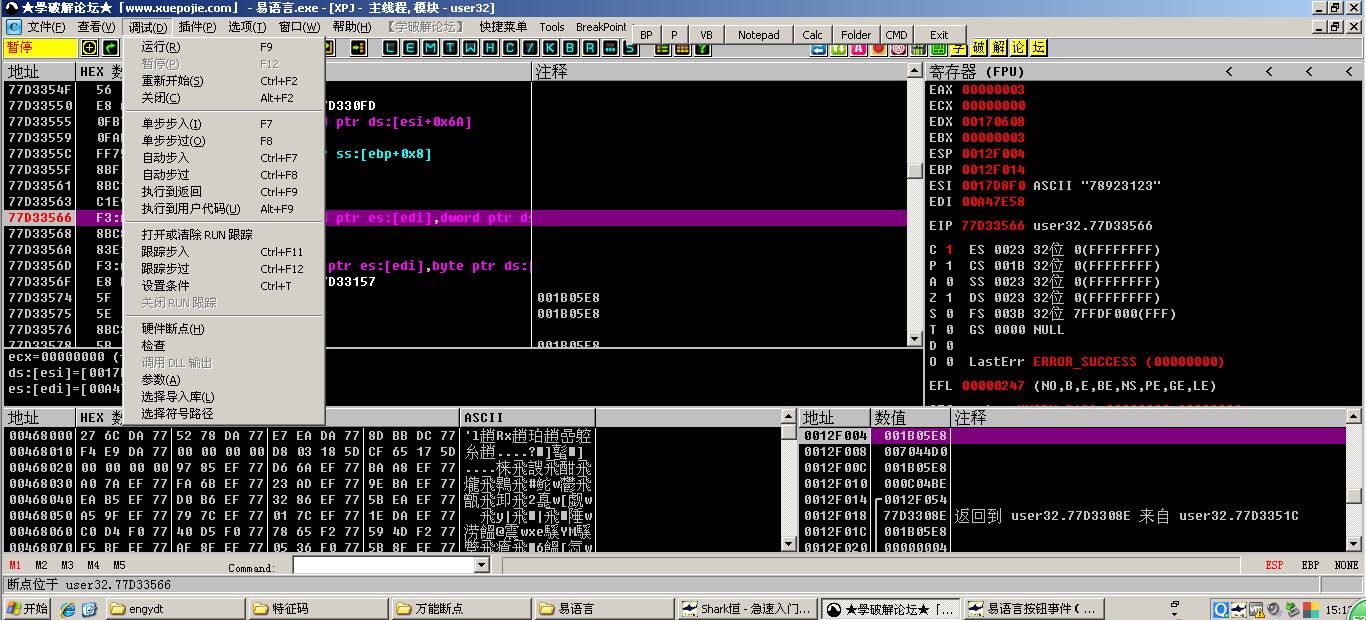 ★学破解论坛★「www.xuepojie.com」 - 易语言.exe - [XPJ - 主线程, 模块 - user32]
文件(F) 查看(V) 调试(D) 插件(P) 选项(T) 窗口(W) 帮助(H) 【学破解论坛】 快捷菜单 Tools BreakPoint
BP P VB Notepad Calc Folder CMD Exit
暂停
L E M T W H C / K B R ... S
字 破 解 论 坛
运行(R) F9
暂停(P) F12
重新开始(S) Ctrl+F2
关闭(C) Alt+F2
单步步入(I) F7
单步步过(O) F8
自动步入 Ctrl+F7
自动步过 Ctrl+F8
执行到返回 Ctrl+F9
执行到用户代码(U) Alt+F9
打开或清除 RUN 跟踪
跟踪步入 Ctrl+F11
跟踪步过 Ctrl+F12
设置条件 Ctrl+T
关闭 RUN 跟踪
硬件断点(H)
检查
调用 DLL 输出
参数(A)
选择导入库(L)
选择符号路径
地址 HEX 数 注释
77D3354F 56
77D33550 E8 D330FD
77D33555 0FB ptr ds:[esi+0x6A]
77D33559 0FA
77D3355C FF75 ss:[ebp+0x8]
77D3355F 8BF
77D33561 8BC
77D33563 C1E9
77D33566 F3: ptr es:[edi],dword ptr ds
77D33568 8BC
77D3356A 83E
77D3356D F3: ptr es:[edi],byte ptr ds:[
77D3356F E8 D33157
77D33574 5F 001B05E8
77D33575 5E 001B05E8
77D33576 8BC
77D33578 5B 001B05E8
ecx=00000000 (
ds:[esi]=[0017
es:[edi]=[00A4
寄存器 (FPU) < < < <
EAX 00000003
ECX 00000000
EDX 00170608
EBX 00000003
ESP 0012F004
EBP 0012F014
ESI 0017D8F0 ASCII "78923123"
EDI 00A47E58
EIP 77D33566 user32.77D33566
C 1 ES 0023 32位 0(FFFFFFFF)
P 1 CS 001B 32位 0(FFFFFFFF)
A 0 SS 0023 32位 0(FFFFFFFF)
Z 1 DS 0023 32位 0(FFFFFFFF)
S 0 FS 003B 32位 7FFDF000(FFF)
T 0 GS 0000 NULL
D 0
O 0 LastErr ERROR_SUCCESS (00000000)
EFL 00000247 (NO,B,E,BE,NS,PE,GE,LE)
地址 HEX 数 ASCII
00468000 27 6C DA 77 52 78 DA 77 E7 EA DA 77 8D BB DC 77
00468010 F4 E9 DA 77 00 00 00 00 D8 03 18 5D CF 65 17 5D
00468020 00 00 00 00 97 85 EF 77 D6 6A EF 77 BA A8 EF 77
00468030 A0 7A EF 77 FA 6B EF 77 23 AD EF 77 9E BA EF 77
00468040 EA B5 EF 77 D0 B6 EF 77 32 86 EF 77 5B EA EF 77
00468050 A5 9F EF 77 79 7C EF 77 01 7C EF 77 1E DA EF 77
00468060 C0 D4 F0 77 40 D5 F0 77 78 65 F2 77 59 4D F2 77
00468070 F5 BF EF 77 AF 8F EF 77 05 36 F0 77 5B 8F EF 77
地址 数值 注释
0012F004 001B05E8
0012F008 007044D0
0012F00C 001B05E8
0012F010 000C04BE
0012F014 0012F054
0012F018 77D3308E 返回到 user32.77D3308E 来自 user32.77D3351C
0012F01C 001B05E8
0012F020 00000004
M1 M2 M3 M4 M5 Command: ESP EBP NONE
断点位于 user32.77D33566
开始 engydt 特征码 万能断点 易语言 Shark恒 - 急速入门... ★学破解论坛★「... 易语言按钮事件 ( ... 15:1